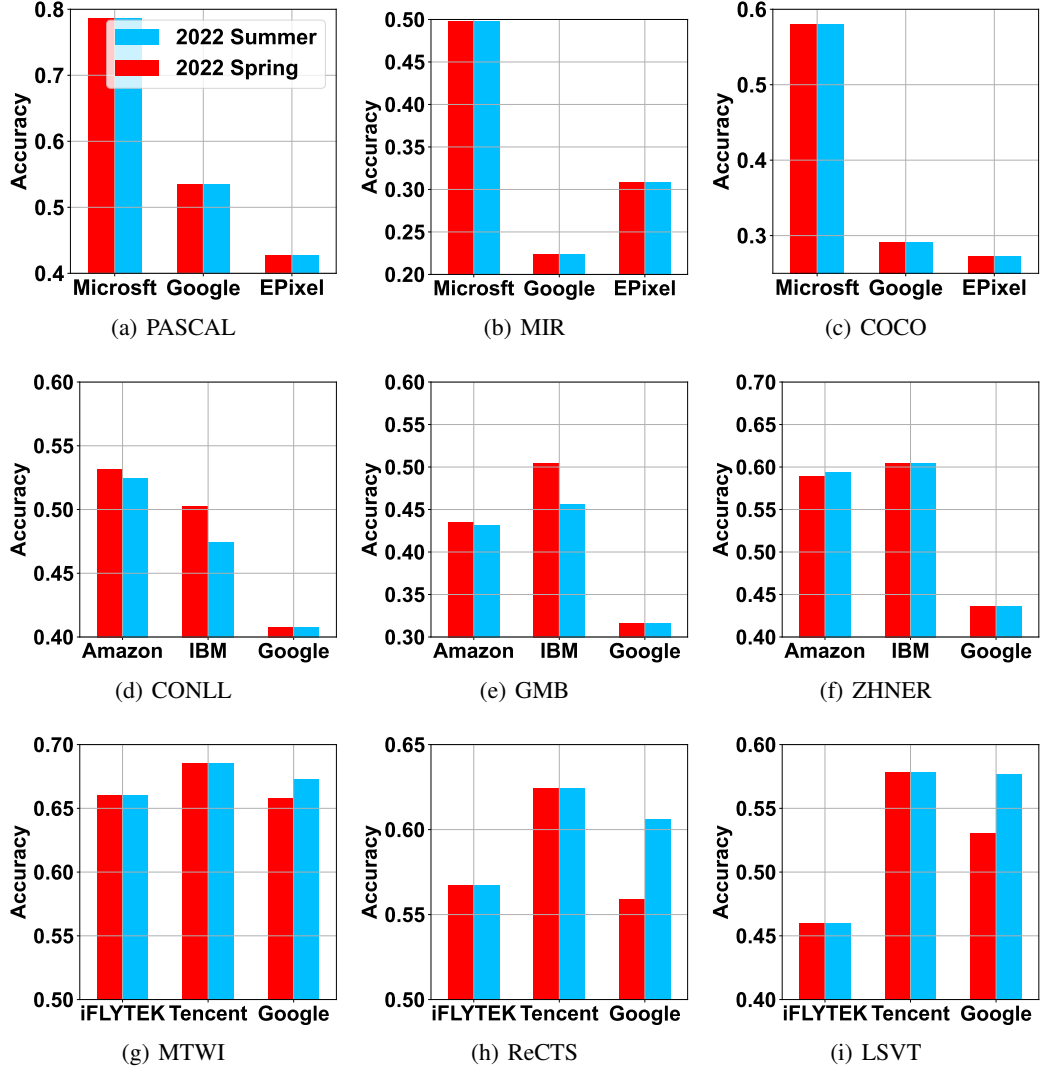 0.8
0.7
0.6
0.5
0.4
Accuracy
2022 Summer
2022 Spring
Microsft Google EPixel
(a) PASCAL
0.50
0.45
0.40
0.35
0.30
0.25
0.20
Accuracy
Microsft Google EPixel
(b) MIR
0.6
0.5
0.4
0.3
Accuracy
Microsft Google EPixel
(c) COCO
0.60
0.55
0.50
0.45
0.40
Accuracy
Amazon IBM Google
(d) CONLL
0.60
0.55
0.50
0.45
0.40
0.35
0.30
Accuracy
Amazon IBM Google
(e) GMB
0.70
0.65
0.60
0.55
0.50
0.45
0.40
Accuracy
Amazon IBM Google
(f) ZHNER
0.70
0.65
0.60
0.55
0.50
Accuracy
iFLYTEK Tencent Google
(g) MTWI
0.65
0.60
0.55
0.50
Accuracy
iFLYTEK Tencent Google
(h) ReCTS
0.60
0.55
0.50
0.45
0.40
Accuracy
iFLYTEK Tencent Google
(i) LSVT